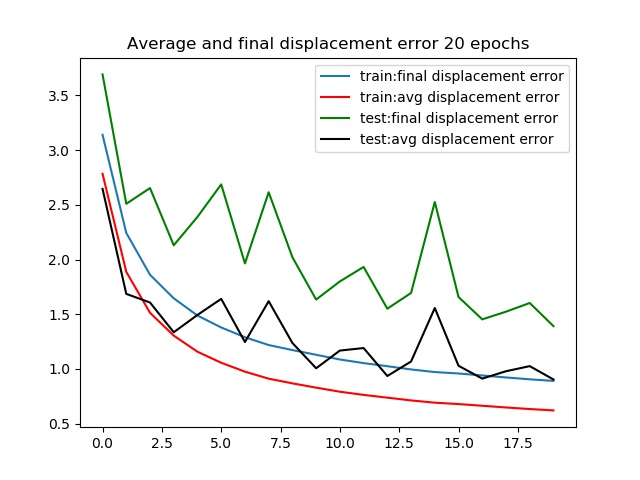 Average and final displacement error 20 epochs
train:final displacement error
train:avg displacement error
test:final displacement error
test:avg displacement error
3.5
3.0
2.5
2.0
1.5
1.0
0.5
0.0 2.5 5.0 7.5 10.0 12.5 15.0 17.5